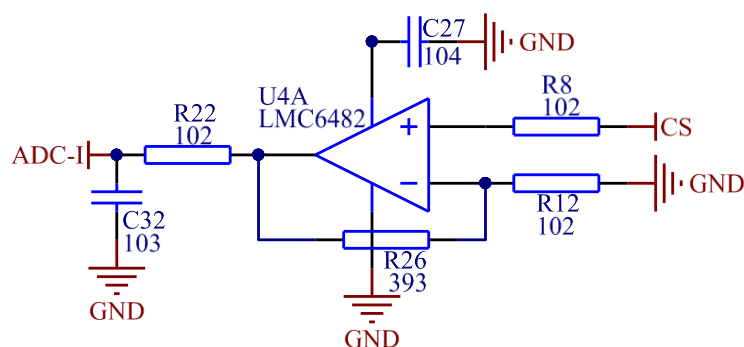 C27
104
GND
U4A
LMC6482
R8
102
CS
R22
102
ADC-I
+
−
GND
R12
102
C32
103
R26
393
GND
GND